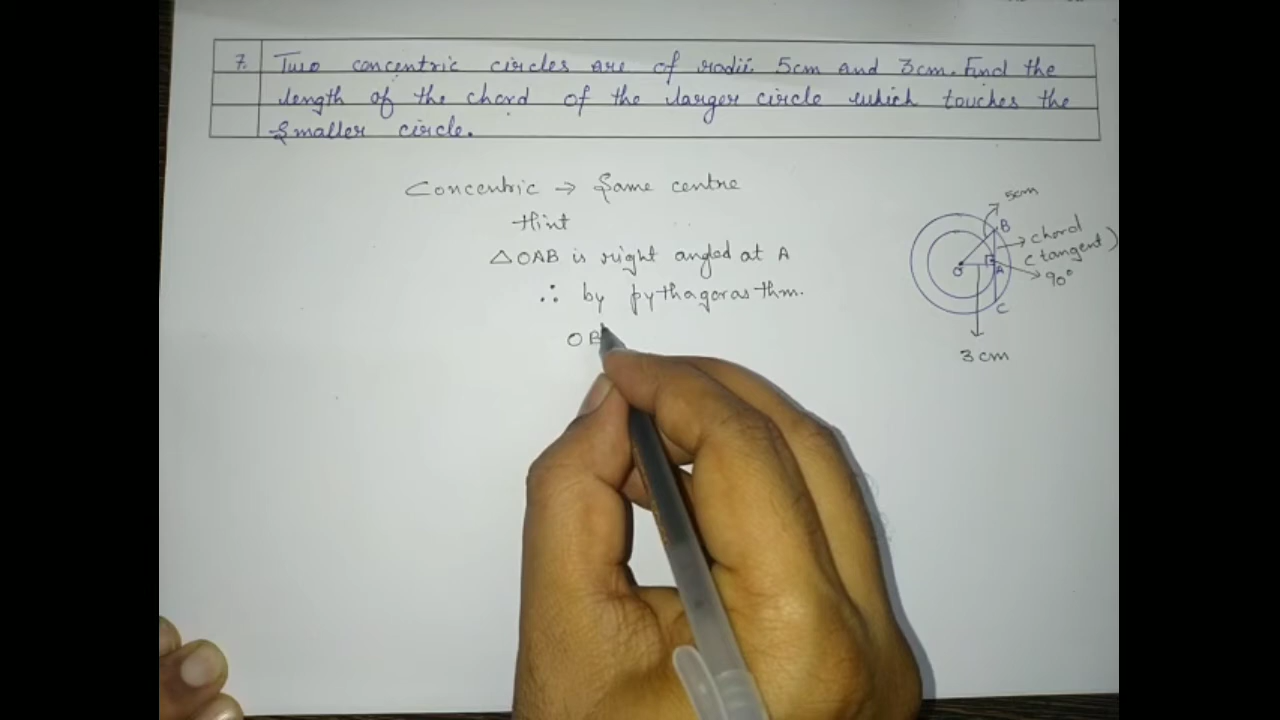 7. Two concentric circles are of radii 5cm and 3cm. Find the
length of the chord of the larger circle which touches the
smaller circle.
Concentric → Same centre
Hint
△OAB is right angled at A
∴ by pythagoras thm.
OB
5cm
B
chord
(tangent)
O
A
90°
C
3cm